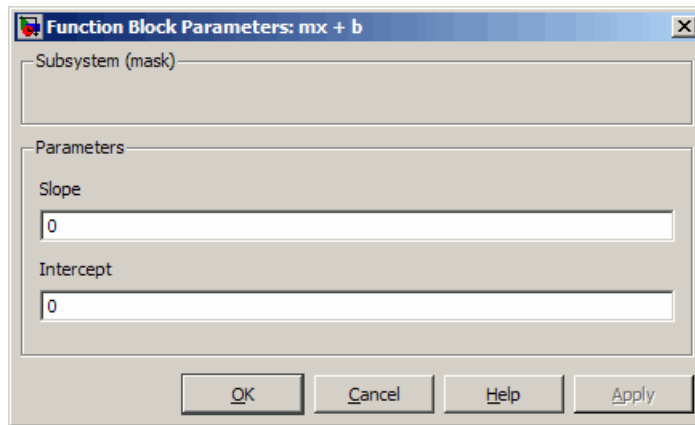 Function Block Parameters: mx + b
Subsystem (mask)
Parameters
Slope
0
Intercept
0
OK Cancel Help Apply